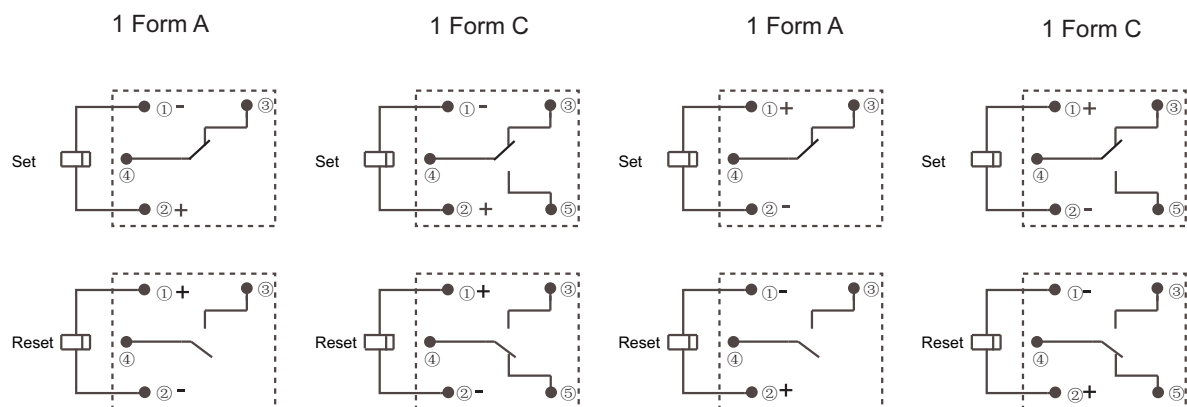 1 Form A 1 Form C 1 Form A 1 Form C
①- ③ ①- ③ ①+ ③ ①+ ③
Set Set Set Set
④ ④ ④ ④
②+ ②+ ⑤ ②- ②- ⑤
①+ ③ ①+ ③ ①- ③ ①- ③
Reset Reset Reset Reset
④ ④ ④ ④
②- ②- ⑤ ②+ ②+ ⑤